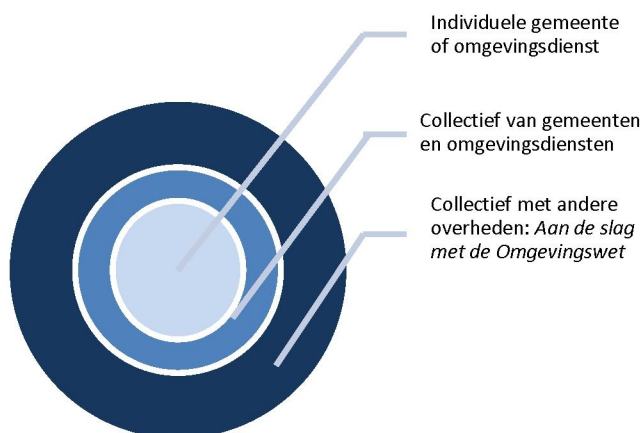 Individuele gemeente
of omgevingsdienst
Collectief van gemeenten
en omgevingsdiensten
Collectief met andere
overheden: Aan de slag
met de Omgevingswet